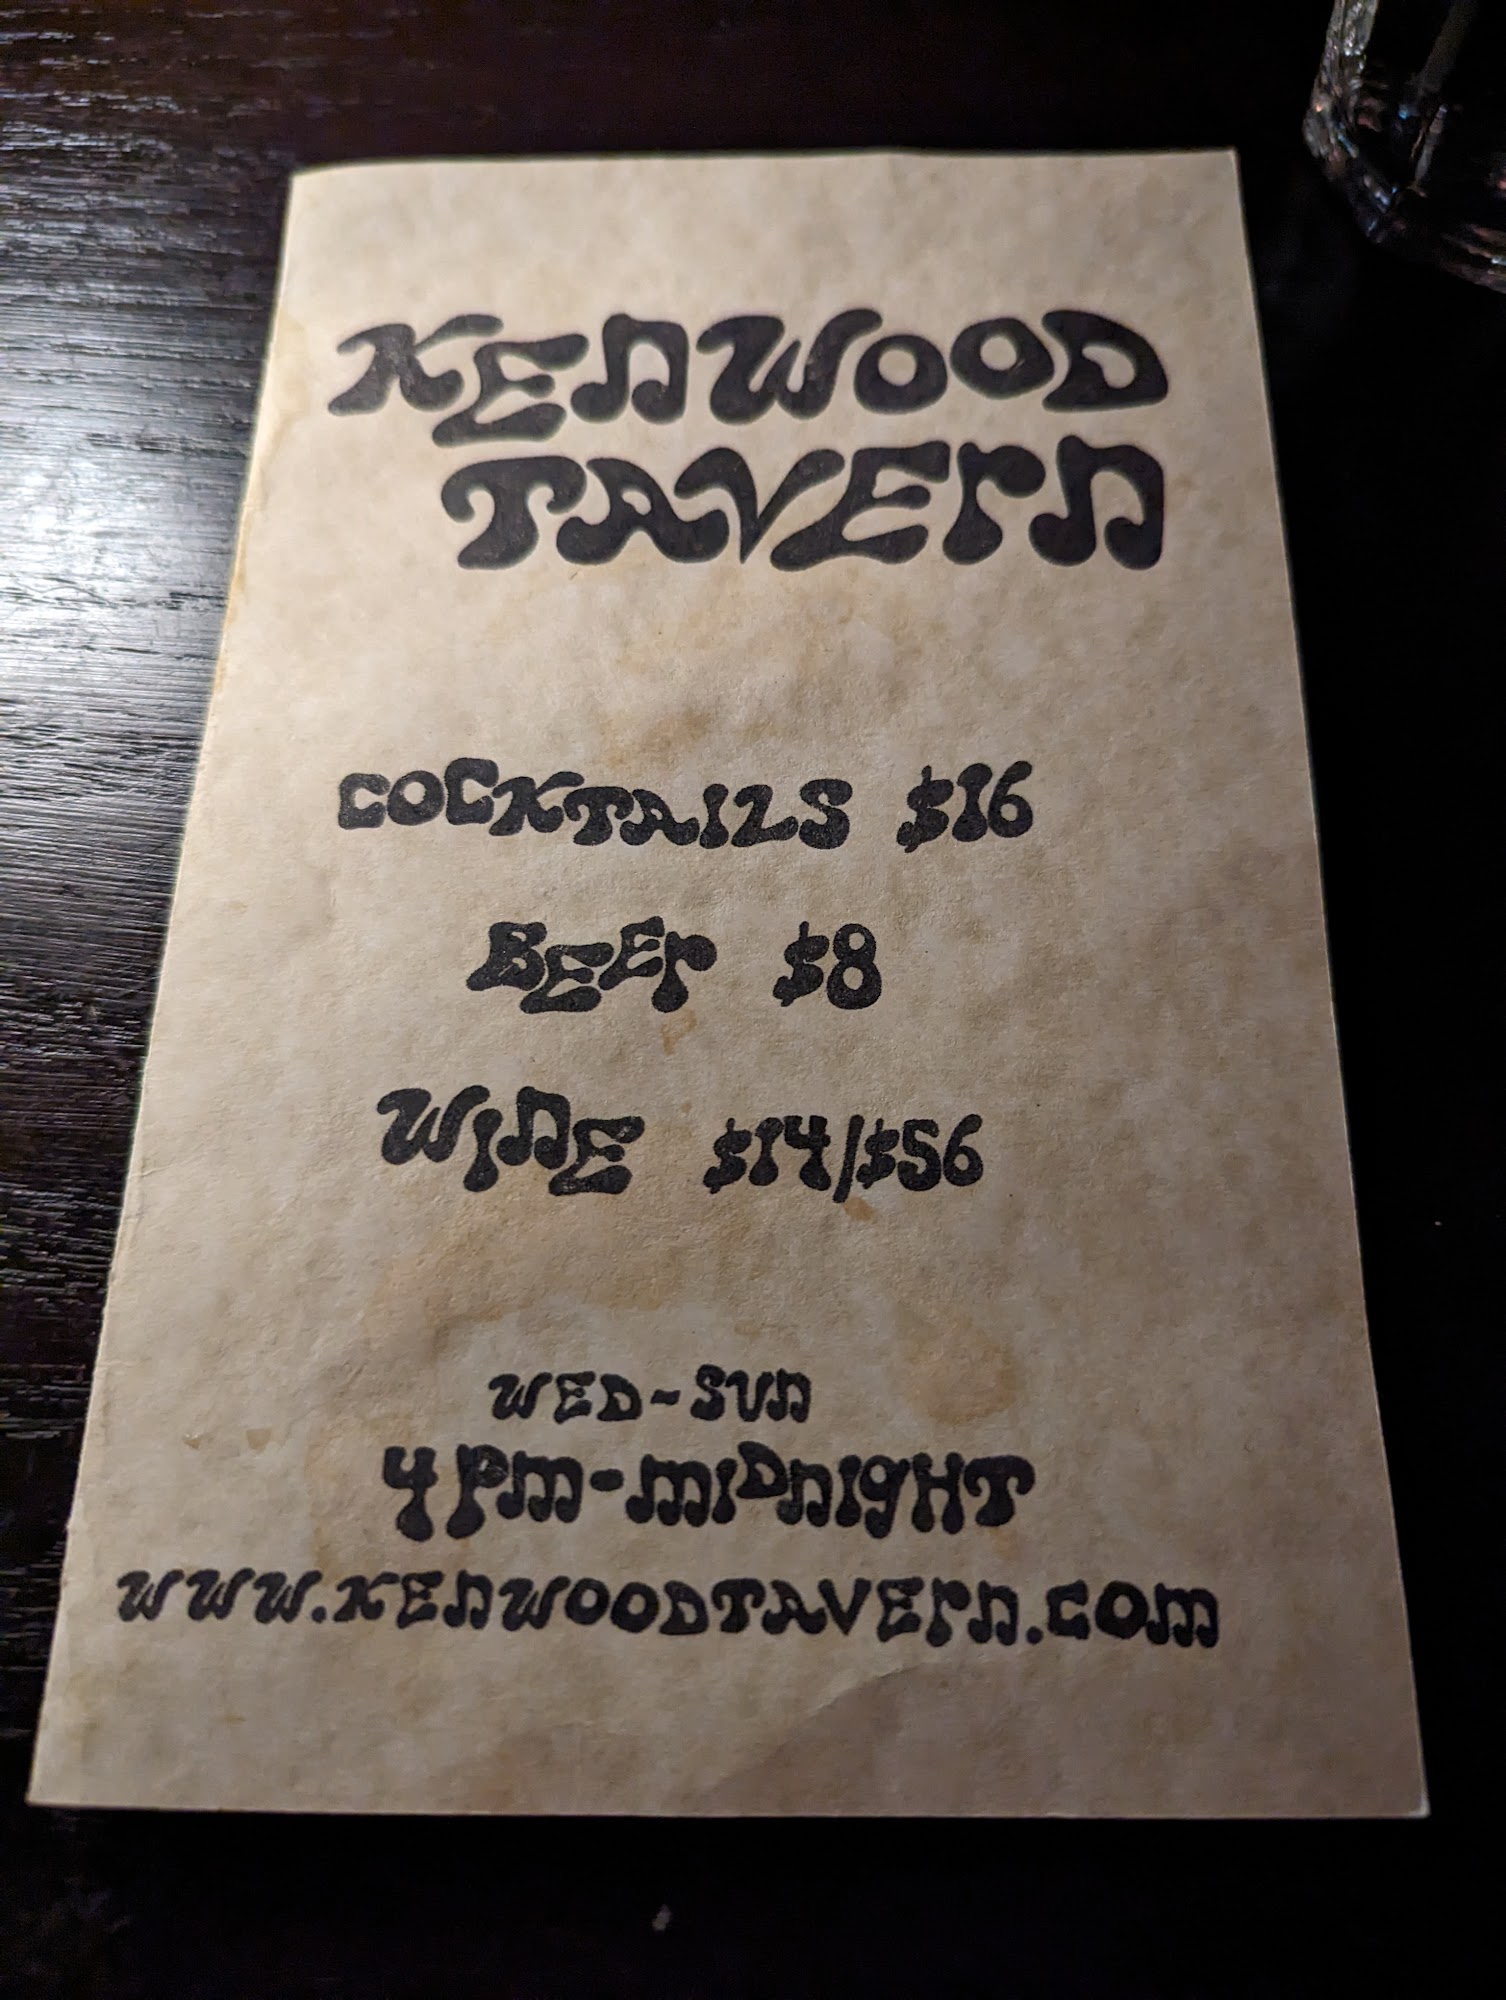 KENWOOD
TAVERN
COCKTAILS $16
BEER $8
WINE $14/$56
WED-SUN
4PM-MIDNIGHT
WWW.KENWOODTAVERN.COM